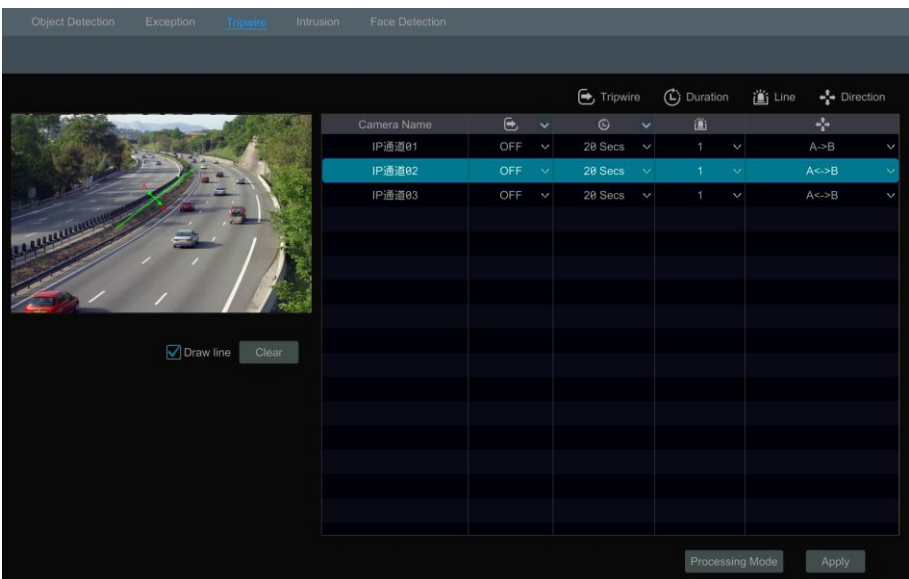 Object Detection Exception Tripwire Intrusion Face Detection
Tripwire Duration Line Direction
Camera Name
IP通道01 OFF 20 Secs 1 A->B
IP通道02 OFF 20 Secs 1 A<->B
IP通道03 OFF 20 Secs 1 A<->B
Draw line Clear
Processing Mode Apply